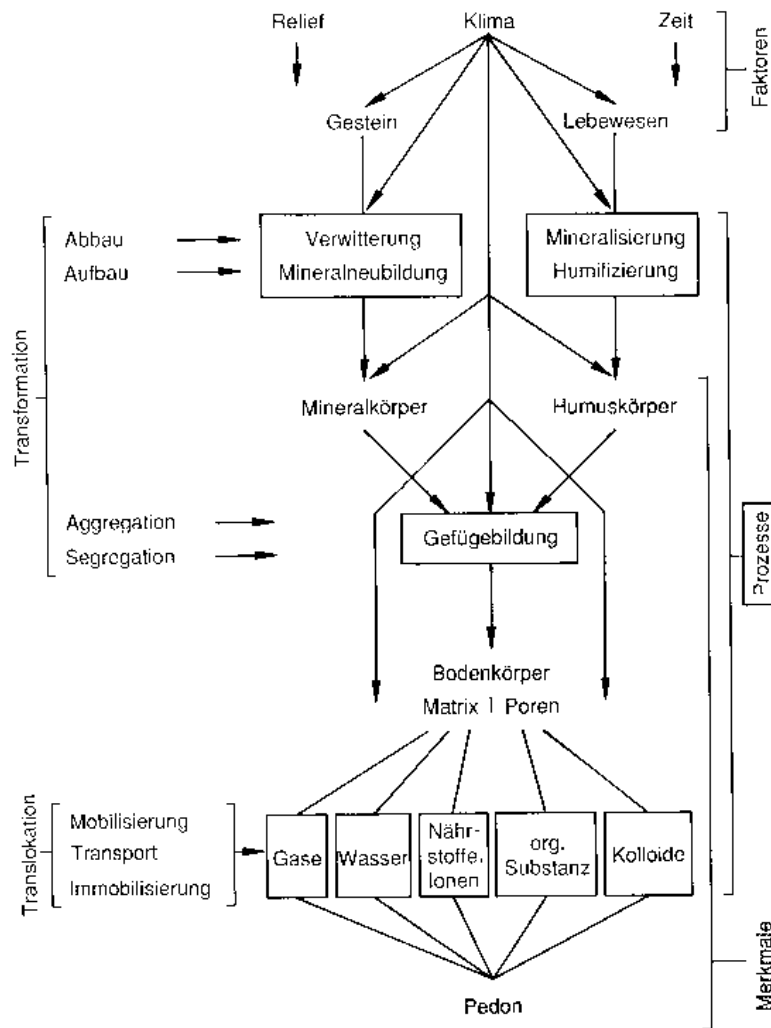 Relief
Klima
Zeit
Faktoren
Gestein
Lebewesen
Abbau
Aufbau
Verwitterung
Mineralneubildung
Mineralisierung
Humifizierung
Transformation
Mineralkörper
Humuskörper
Aggregation
Segregation
Gefügebildung
Prozesse
Bodenkörper
Matrix | Poren
Translokation
Mobilisierung
Transport
Immobilisierung
Gase
Wasser
Nähr-
stoffe,
Ionen
org.
Substanz
Kolloide
Merkmale
Pedon